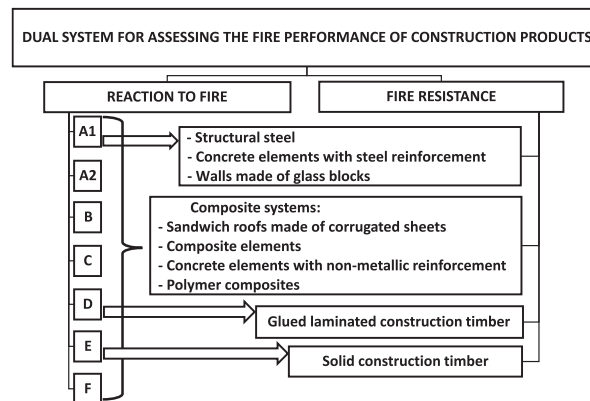 DUAL SYSTEM FOR ASSESSING THE FIRE PERFORMANCE OF CONSTRUCTION PRODUCTS
REACTION TO FIRE
FIRE RESISTANCE
A1
- Structural steel
- Concrete elements with steel reinforcement
- Walls made of glass blocks
A2
B
Composite systems:
- Sandwich roofs made of corrugated sheets
- Composite elements
- Concrete elements with non-metallic reinforcement
- Polymer composites
C
D
Glued laminated construction timber
E
Solid construction timber
F